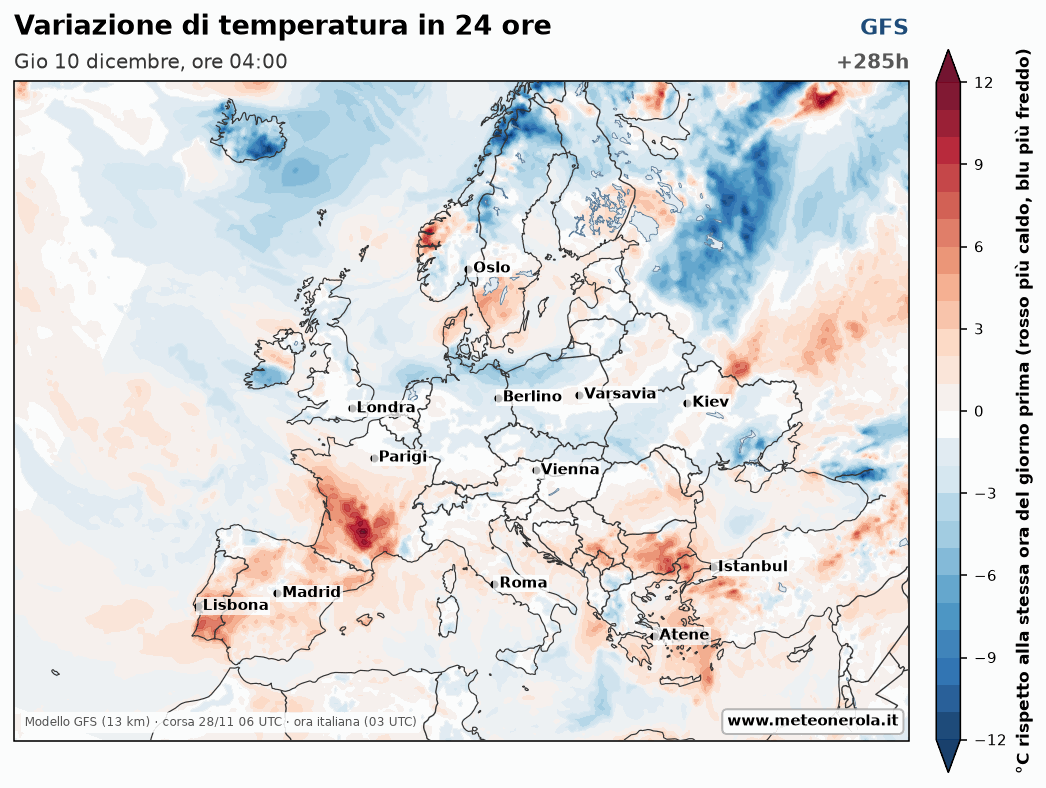 Variazione di temperatura in 24 ore
GFS
Gio 10 dicembre, ore 04:00
+285h
Oslo
Londra
Berlino
Varsavia
Kiev
Parigi
Vienna
Istanbul
Roma
Madrid
Lisbona
Atene
Modello GFS (13 km) · corsa 28/11 06 UTC · ora italiana (03 UTC)
www.meteonerola.it
12
9
6
3
0
−3
−6
−9
−12
°C rispetto alla stessa ora del giorno prima (rosso più caldo, blu più freddo)